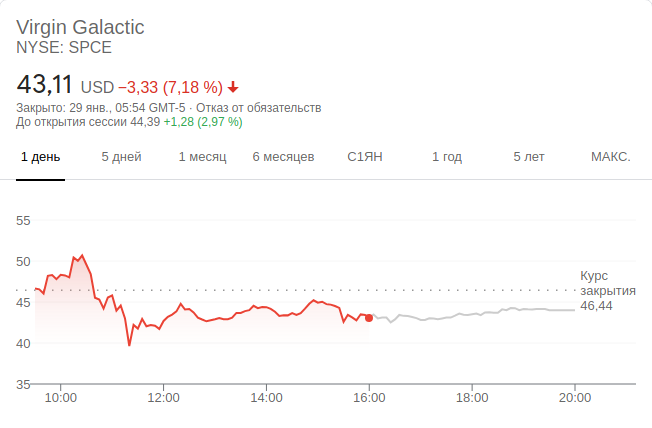 Virgin Galactic
NYSE: SPCE
43,11 USD −3,33 (7,18 %)
Закрыто: 29 янв., 05:54 GMT-5 · Отказ от обязательств
До открытия сессии 44,39 +1,28 (2,97 %)
1 день 5 дней 1 месяц 6 месяцев С1ЯН 1 год 5 лет МАКС.
55
50
Курс
закрытия
46,44
45
40
35
10:00 12:00 14:00 16:00 18:00 20:00